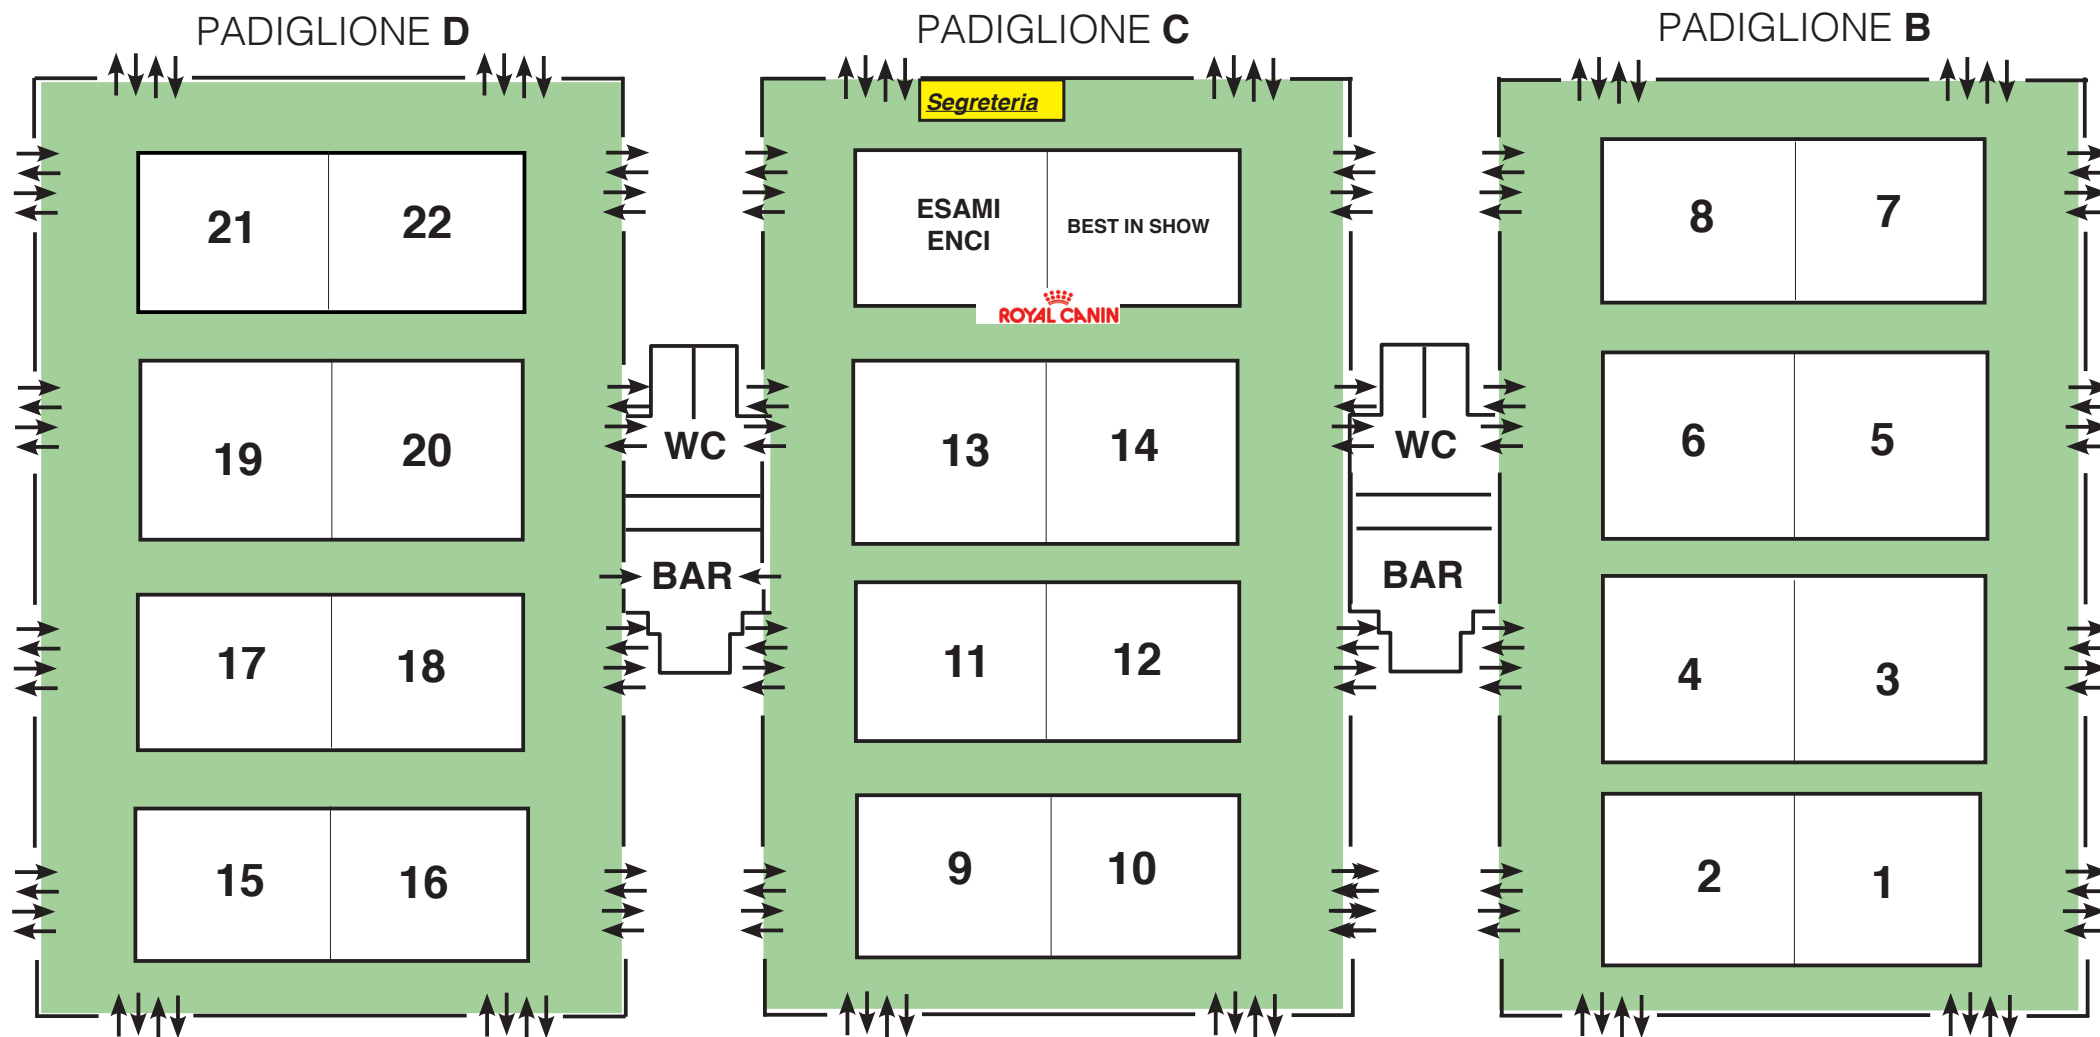 PADIGLIONE D
PADIGLIONE C
PADIGLIONE B
Segreteria
21
22
ESAMI
ENCI
BEST IN SHOW
ROYAL CANIN
8
7
19
20
WC
13
14
WC
6
5
BAR
BAR
17
18
11
12
4
3
15
16
9
10
2
1